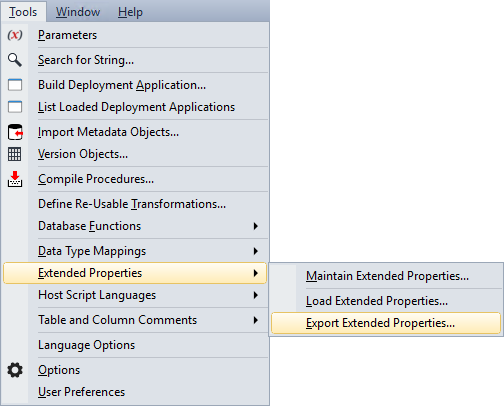 Tools Window Help
(x) Parameters
Search for String...
Build Deployment Application...
List Loaded Deployment Applications
Import Metadata Objects...
Version Objects...
Compile Procedures...
Define Re-Usable Transformations...
Database Functions
Data Type Mappings
Extended Properties
Maintain Extended Properties...
Host Script Languages
Load Extended Properties...
Table and Column Comments
Export Extended Properties...
Language Options
Options
User Preferences